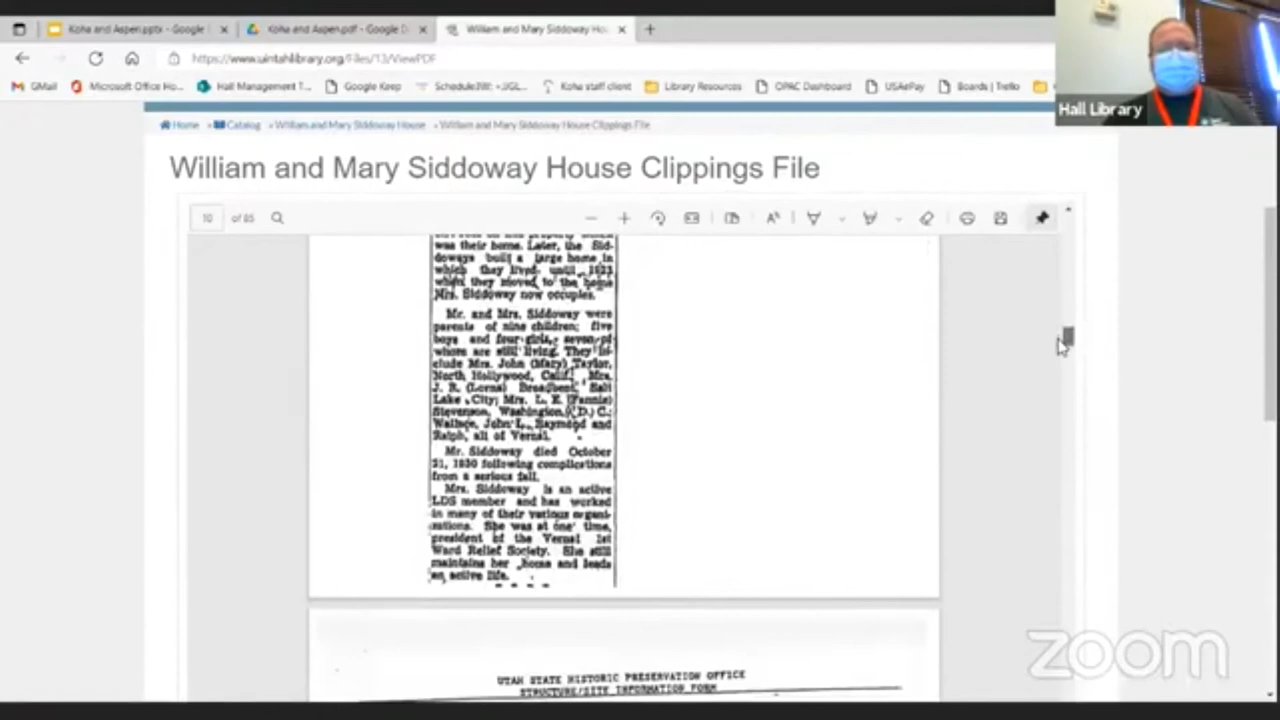 Koha and Aspen.pptx - Google
Koha and Aspen.pdf - Google D
William and Mary Siddoway Hou
https://www.uintahlibrary.org/Files/13/ViewPDF
GMail
Microsoft Office Ho...
Hall Management T...
Google Keep
Koha staff client
Library Resources
OPAC Dashboard
USAePay
Boards | Trello
Hall Library
Home » Catalog » William and Mary Siddoway House » William and Mary Siddoway House Clippings File
William and Mary Siddoway House Clippings File
10 of 85
was their home. Later, the Sid-
doways built a large home in
which they lived until 1923
when they moved to the home
Mrs. Siddoway now occupies.
Mr. and Mrs. Siddoway were
parents of nine children; five
boys and four girls, seven of
whom are still living. They in-
clude Mrs. John (Mary) Taylor,
North Hollywood, Calif.; Mrs.
J. R. (Lorna) Broadbent, Salt
Lake City; Mrs. L. E. (Fannie)
Stevenson, Washington, (D.) C.;
Wallace, John L., Raymond and
Ralph, all of Vernal.
Mr. Siddoway died October
31, 1930 following complications
from a serious fall.
Mrs. Siddoway is an active
LDS member and has worked
in many of their various organi-
zations. She was at one time,
president of the Vernal 1st
Ward Relief Society. She still
maintains her home and leads
an active life.
UTAH STATE HISTORIC PRESERVATION OFFICE
STRUCTURE/SITE INFORMATION FORM
zoom